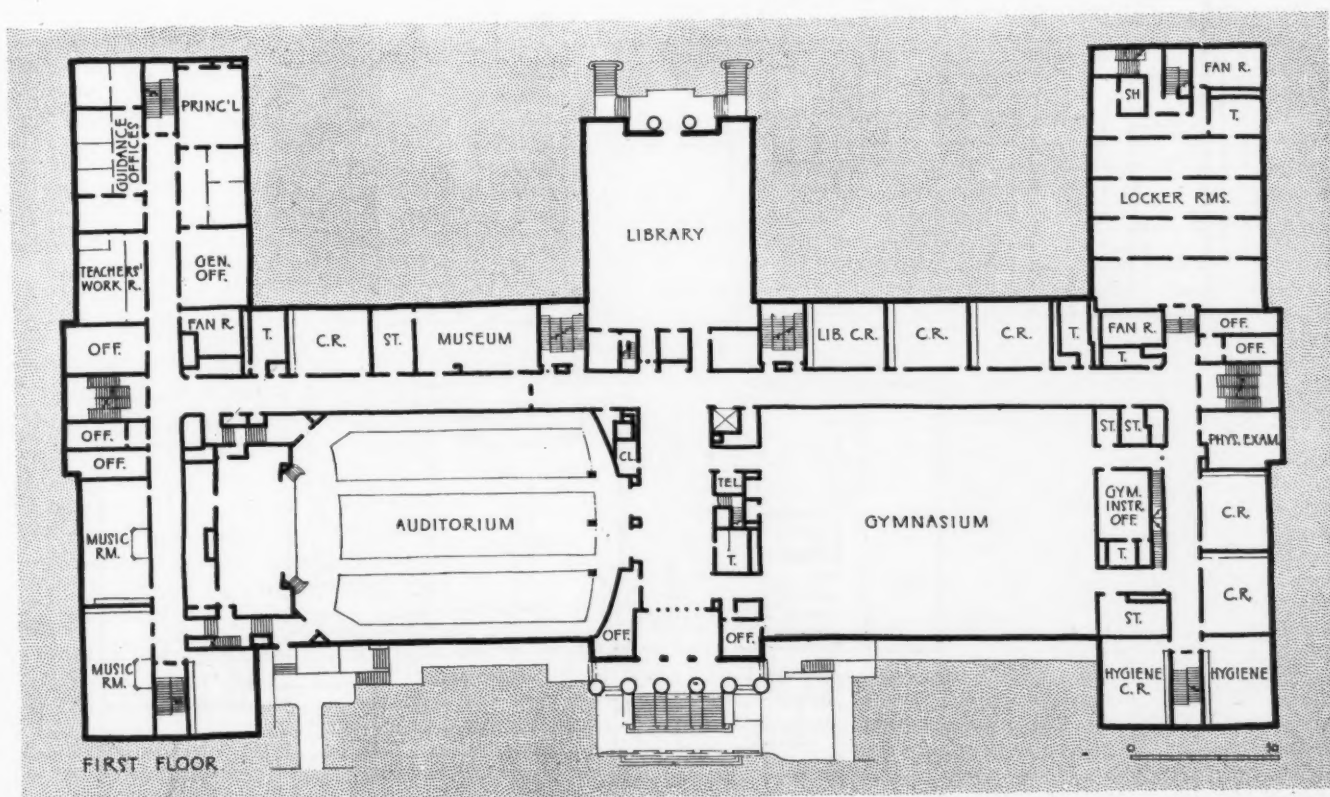 PRINC'L
GUIDANCE
OFFICES
TEACHERS'
WORK R.
GEN.
OFF.
FAN R.
OFF.
T.
C.R.
ST.
MUSEUM
LIBRARY
LIB. C.R.
C.R.
C.R.
T.
FAN R.
SH
T.
LOCKER RMS.
FAN R.
T.
OFF.
OFF.
OFF.
OFF.
MUSIC
RM.
MUSIC
RM.
AUDITORIUM
CL.
TEL.
T.
OFF.
OFF.
GYMNASIUM
ST.
ST.
PHYS. EXAM.
GYM.
INSTR.
OFF.
T.
C.R.
C.R.
ST.
HYGIENE
C.R.
HYGIENE
FIRST FLOOR
0